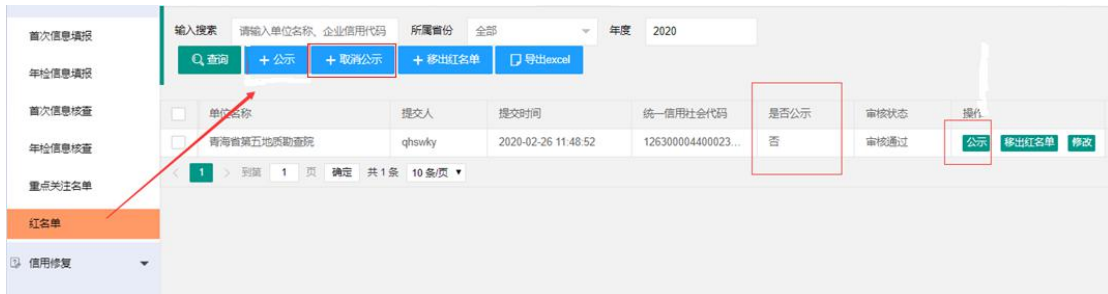 首次信息填报
年检信息填报
首次信息核查
年检信息核查
重点关注名单
红名单
信用修复
输入搜索 请输入单位名称、企业信用代码 所属省份 全部 年度 2020
查询 + 公示 + 取消公示 + 移出红名单 导出excel
单位名称 提交人 提交时间 统一信用社会代码 是否公示 审核状态 操作
青海省第五地质勘查院 qhswky 2020-02-26 11:48:52 126300004400023... 否 审核通过 公示 移出红名单 修改
< 1 > 到第 1 页 确定 共 1 条 10 条/页